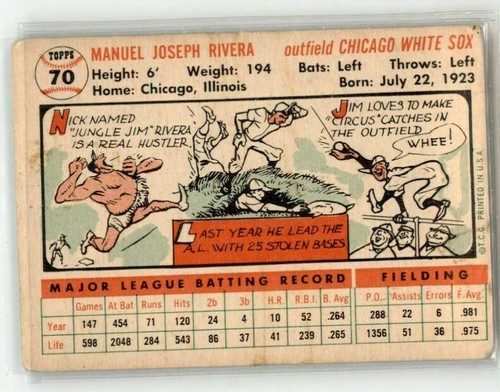 TOPPS
70
MANUEL JOSEPH RIVERA outfield CHICAGO WHITE SOX
Height: 6' Weight: 194 Bats: Left Throws: Left
Home: Chicago, Illinois Born: July 22, 1923
NICK NAMED
"JUNGLE JIM" RIVERA
IS A REAL HUSTLER.
JIM LOVES TO MAKE
"CIRCUS" CATCHES IN
THE OUTFIELD.
WHEE!
LAST YEAR HE LEAD THE
A.L. WITH 25 STOLEN BASES
©T.C.G. PRINTED IN U.S.A.
MAJOR LEAGUE BATTING RECORD FIELDING
Games At Bat Runs Hits 2b 3b H.R. R.B.I. B. Avg P.O. Assists Errors F. Avg.
Year 147 454 71 120 24 4 10 52 .264 288 22 6 .981
Life 598 2048 284 543 86 37 41 239 .265 1356 51 36 .975